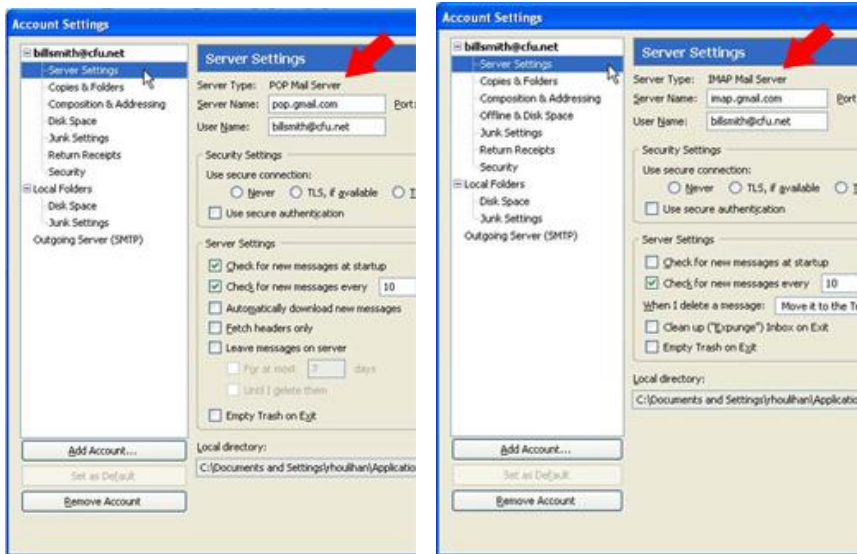 Account Settings
billsmith@cfu.net
Server Settings
Copies & Folders
Composition & Addressing
Disk Space
Junk Settings
Return Receipts
Security
Local Folders
Disk Space
Junk Settings
Outgoing Server (SMTP)
Add Account...
Set as Default
Remove Account
Server Settings
Server Type: POP Mail Server
Server Name: pop.gmail.com Port:
User Name: billsmith@cfu.net
Security Settings
Use secure connection:
Never TLS, if available
Use secure authentication
Server Settings
Check for new messages at startup
Check for new messages every 10
Automatically download new messages
Fetch headers only
Leave messages on server
For at most 7 days
Until I delete them
Empty Trash on Exit
Local directory:
C:\Documents and Settings\rhoulihan\Applicatio
Account Settings
billsmith@cfu.net
Server Settings
Copies & Folders
Composition & Addressing
Offline & Disk Space
Junk Settings
Return Receipts
Security
Local Folders
Disk Space
Junk Settings
Outgoing Server (SMTP)
Add Account...
Set as Default
Remove Account
Server Settings
Server Type: IMAP Mail Server
Server Name: imap.gmail.com Port:
User Name: billsmith@cfu.net
Security Settings
Use secure connection:
Never TLS, if available
Use secure authentication
Server Settings
Check for new messages at startup
Check for new messages every 10
When I delete a message: Move it to the Tr
Clean up ("Expunge") Inbox on Exit
Empty Trash on Exit
Local directory:
C:\Documents and Settings\rhoulihan\Applicatio